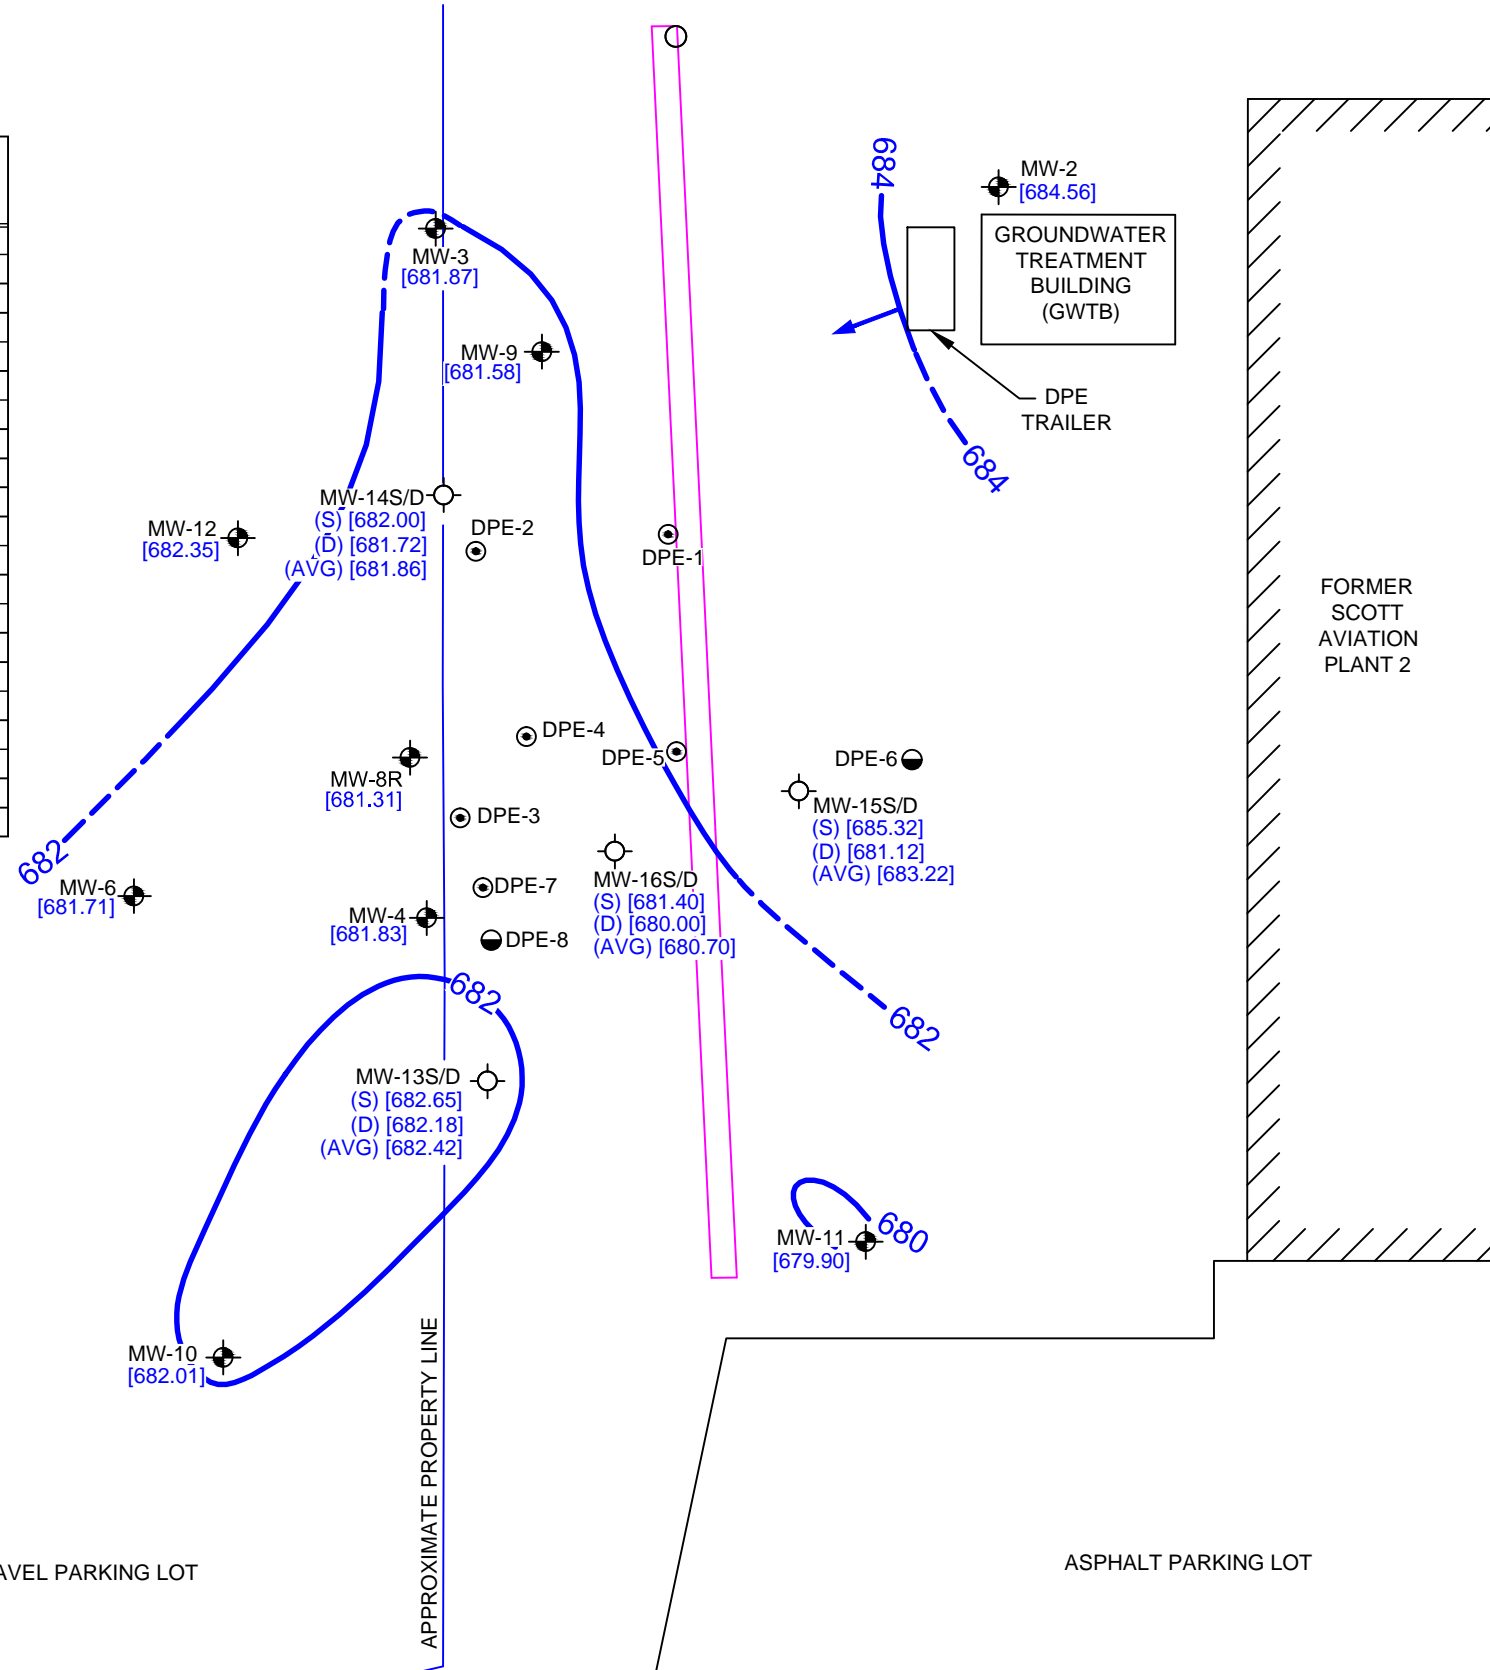 684
MW-2
[684.56]
GROUNDWATER
TREATMENT
BUILDING
(GWTB)
MW-3
[681.87]
MW-9
[681.58]
DPE
TRAILER
684
MW-14S/D
(S) [682.00]
(D) [681.72]
(AVG) [681.86]
MW-12
[682.35]
DPE-2
DPE-1
FORMER
SCOTT
AVIATION
PLANT 2
DPE-4
DPE-5
DPE-6
MW-8R
[681.31]
DPE-3
MW-15S/D
(S) [685.32]
(D) [681.12]
(AVG) [683.22]
682
MW-6
[681.71]
DPE-7
MW-16S/D
(S) [681.40]
(D) [680.00]
(AVG) [680.70]
MW-4
[681.83]
DPE-8
682
682
MW-13S/D
(S) [682.65]
(D) [682.18]
(AVG) [682.42]
MW-11
[679.90]
680
MW-10
[682.01]
APPROXIMATE PROPERTY LINE
AVEL PARKING LOT
ASPHALT PARKING LOT